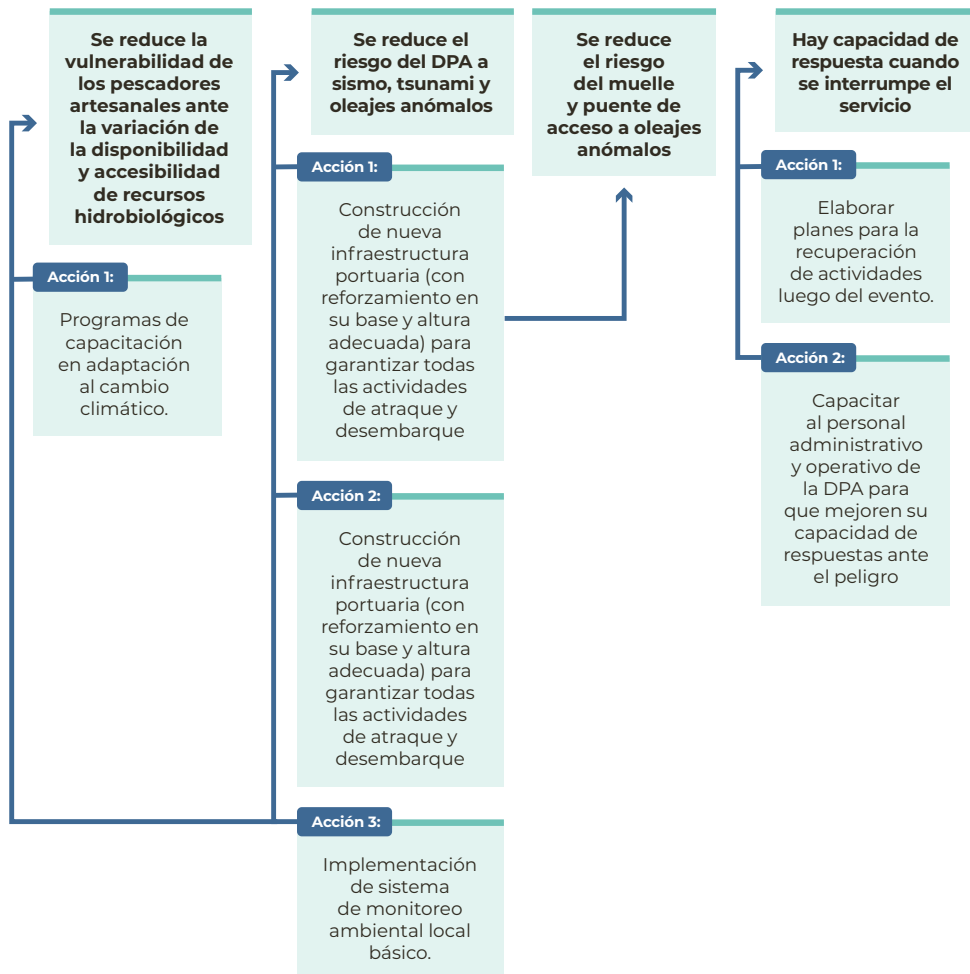 Se reduce la
vulnerabilidad de
los pescadores
artesanales ante
la variación de
la disponibilidad
y accesibilidad
de recursos
hidrobiológicos
Acción 1:
Programas de
capacitación
en adaptación
al cambio
climático.
Se reduce el
riesgo del DPA a
sismo, tsunami y
oleajes anómalos
Acción 1:
Construcción
de nueva
infraestructura
portuaria (con
reforzamiento en
su base y altura
adecuada) para
garantizar todas
las actividades
de atraque y
desembarque
Acción 2:
Construcción
de nueva
infraestructura
portuaria (con
reforzamiento en
su base y altura
adecuada) para
garantizar todas
las actividades
de atraque y
desembarque
Acción 3:
Implementación
de sistema
de monitoreo
ambiental local
básico.
Se reduce
el riesgo
del muelle
y puente de
acceso a oleajes
anómalos
Hay capacidad de
respuesta cuando
se interrumpe el
servicio
Acción 1:
Elaborar
planes para la
recuperación
de actividades
luego del evento.
Acción 2:
Capacitar
al personal
administrativo
y operativo de
la DPA para
que mejoren su
capacidad de
respuestas ante
el peligro